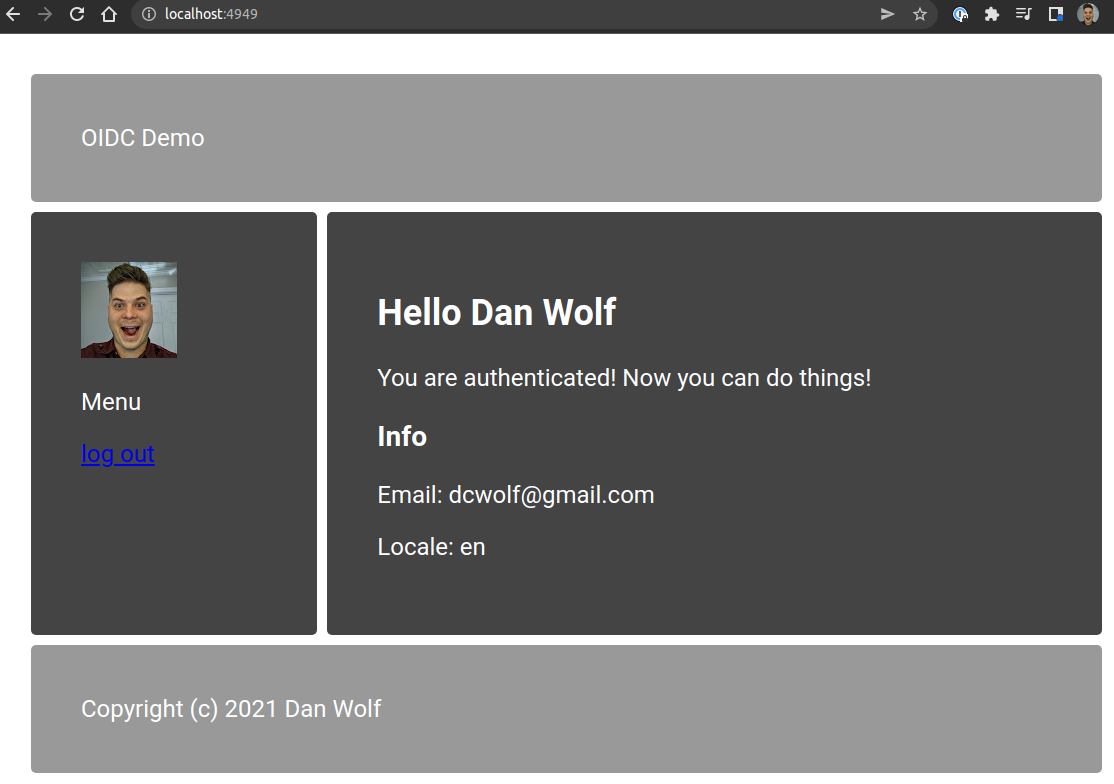 localhost:4949
OIDC Demo
Menu
log out
Hello Dan Wolf
You are authenticated! Now you can do things!
Info
Email: dcwolf@gmail.com
Locale: en
Copyright (c) 2021 Dan Wolf